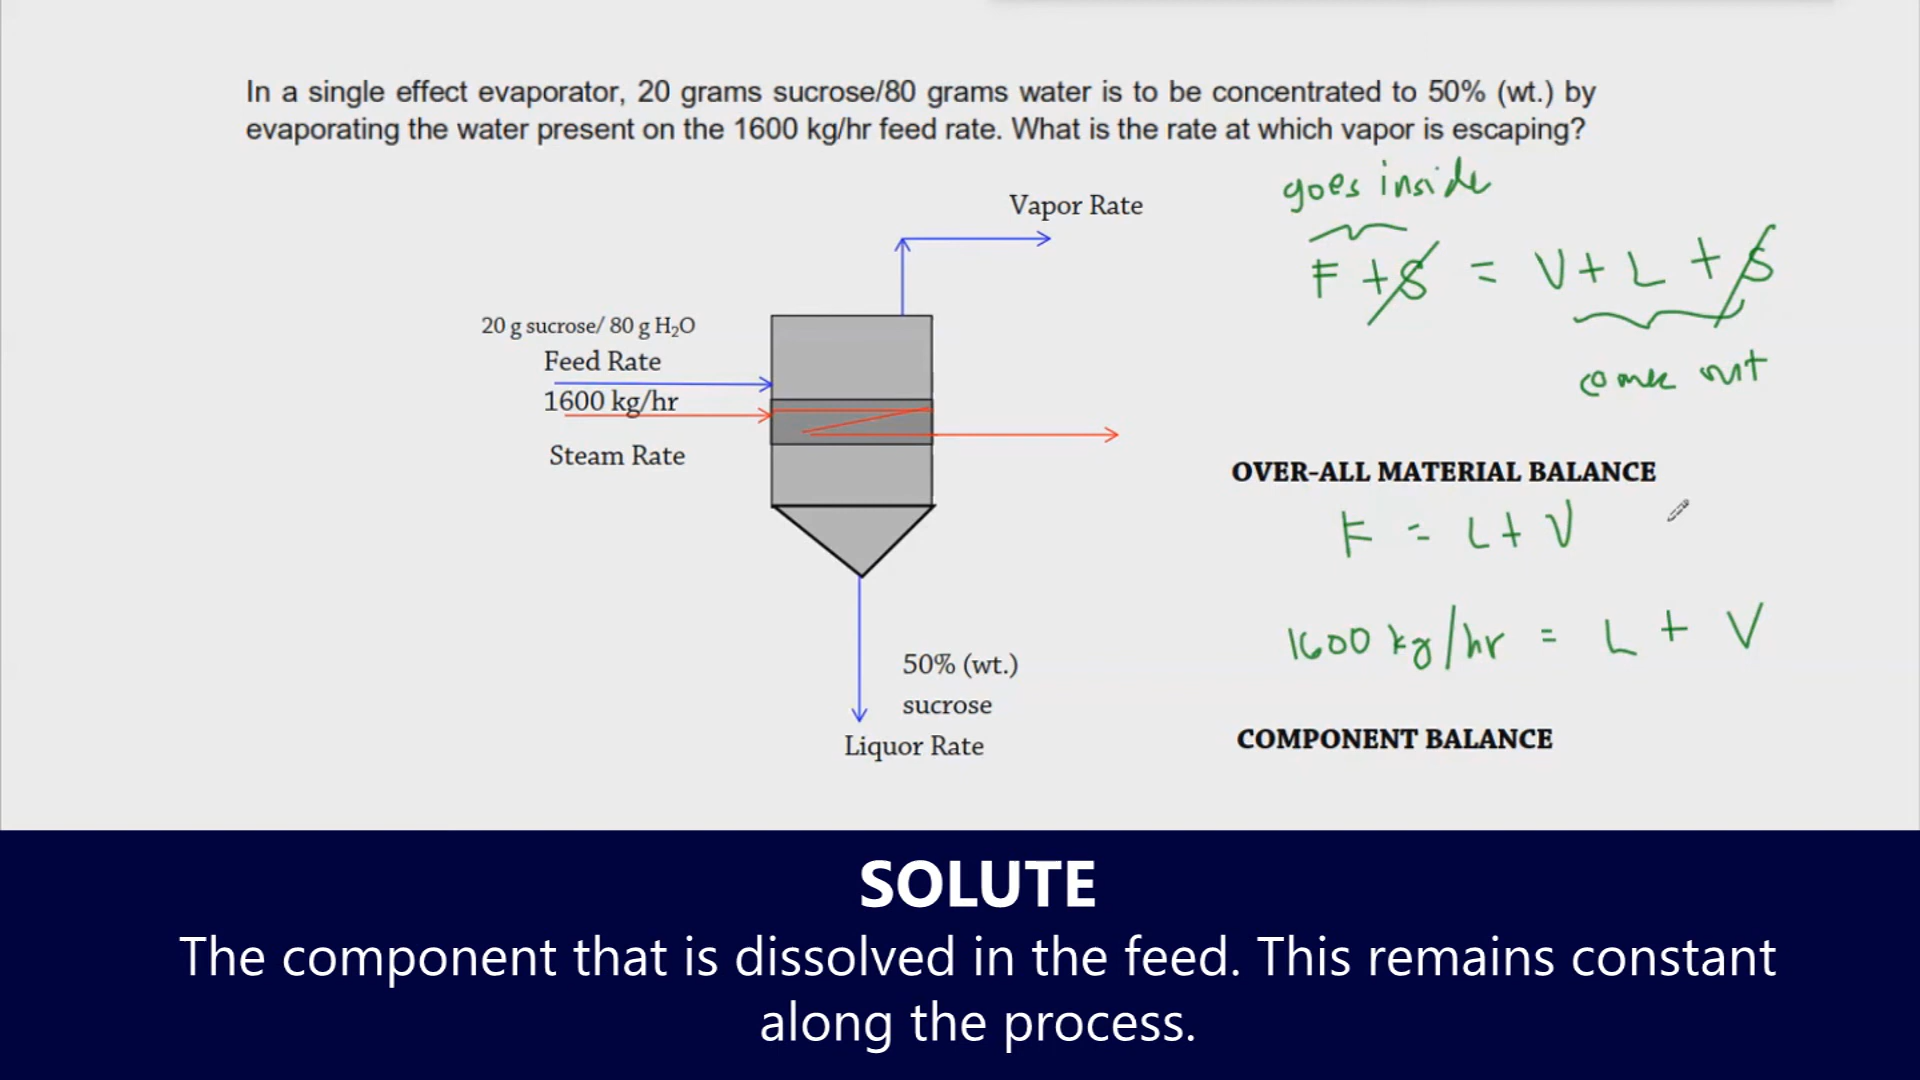 In a single effect evaporator, 20 grams sucrose/80 grams water is to be concentrated to 50% (wt.) by
evaporating the water present on the 1600 kg/hr feed rate. What is the rate at which vapor is escaping?
goes inside
Vapor Rate
F + S = V + L + S
20 g sucrose/ 80 g H₂O
Feed Rate
1600 kg/hr
come out
Steam Rate
OVER-ALL MATERIAL BALANCE
F = L + V
1600 kg/hr = L + V
50% (wt.)
sucrose
Liquor Rate
COMPONENT BALANCE
SOLUTE
The component that is dissolved in the feed. This remains constant
along the process.